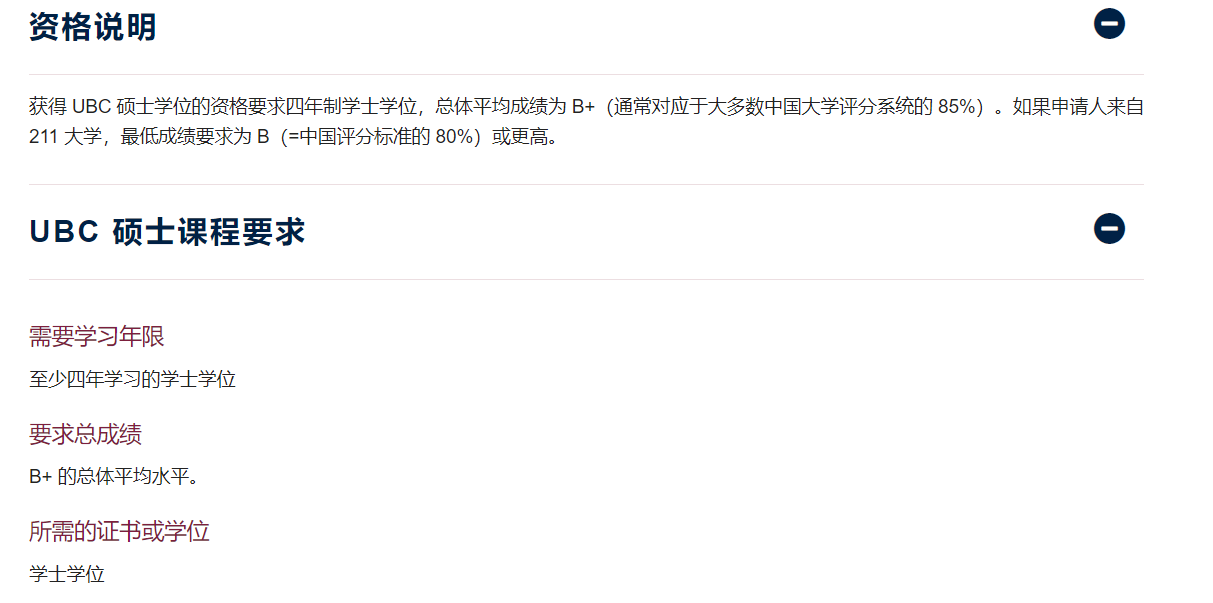 资格说明
获得 UBC 硕士学位的资格要求四年制学士学位，总体平均成绩为 B+（通常对应于大多数中国大学评分系统的 85%）。如果申请人来自
211 大学，最低成绩要求为 B（=中国评分标准的 80%）或更高。
UBC 硕士课程要求
需要学习年限
至少四年学习的学士学位
要求总成绩
B+ 的总体平均水平。
所需的证书或学位
学士学位